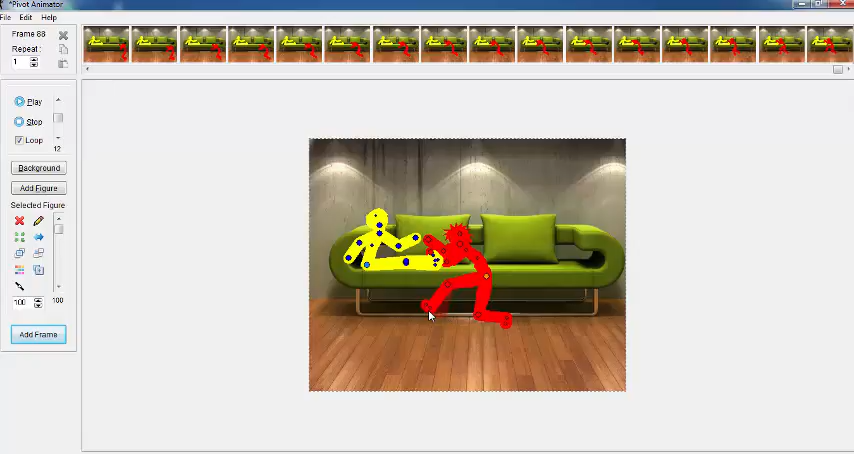 *Pivot Animator
File Edit Help
Frame 88
Repeat :
1
Play
Stop
Loop
12
Background
Add Figure
Selected Figure
100
100
Add Frame